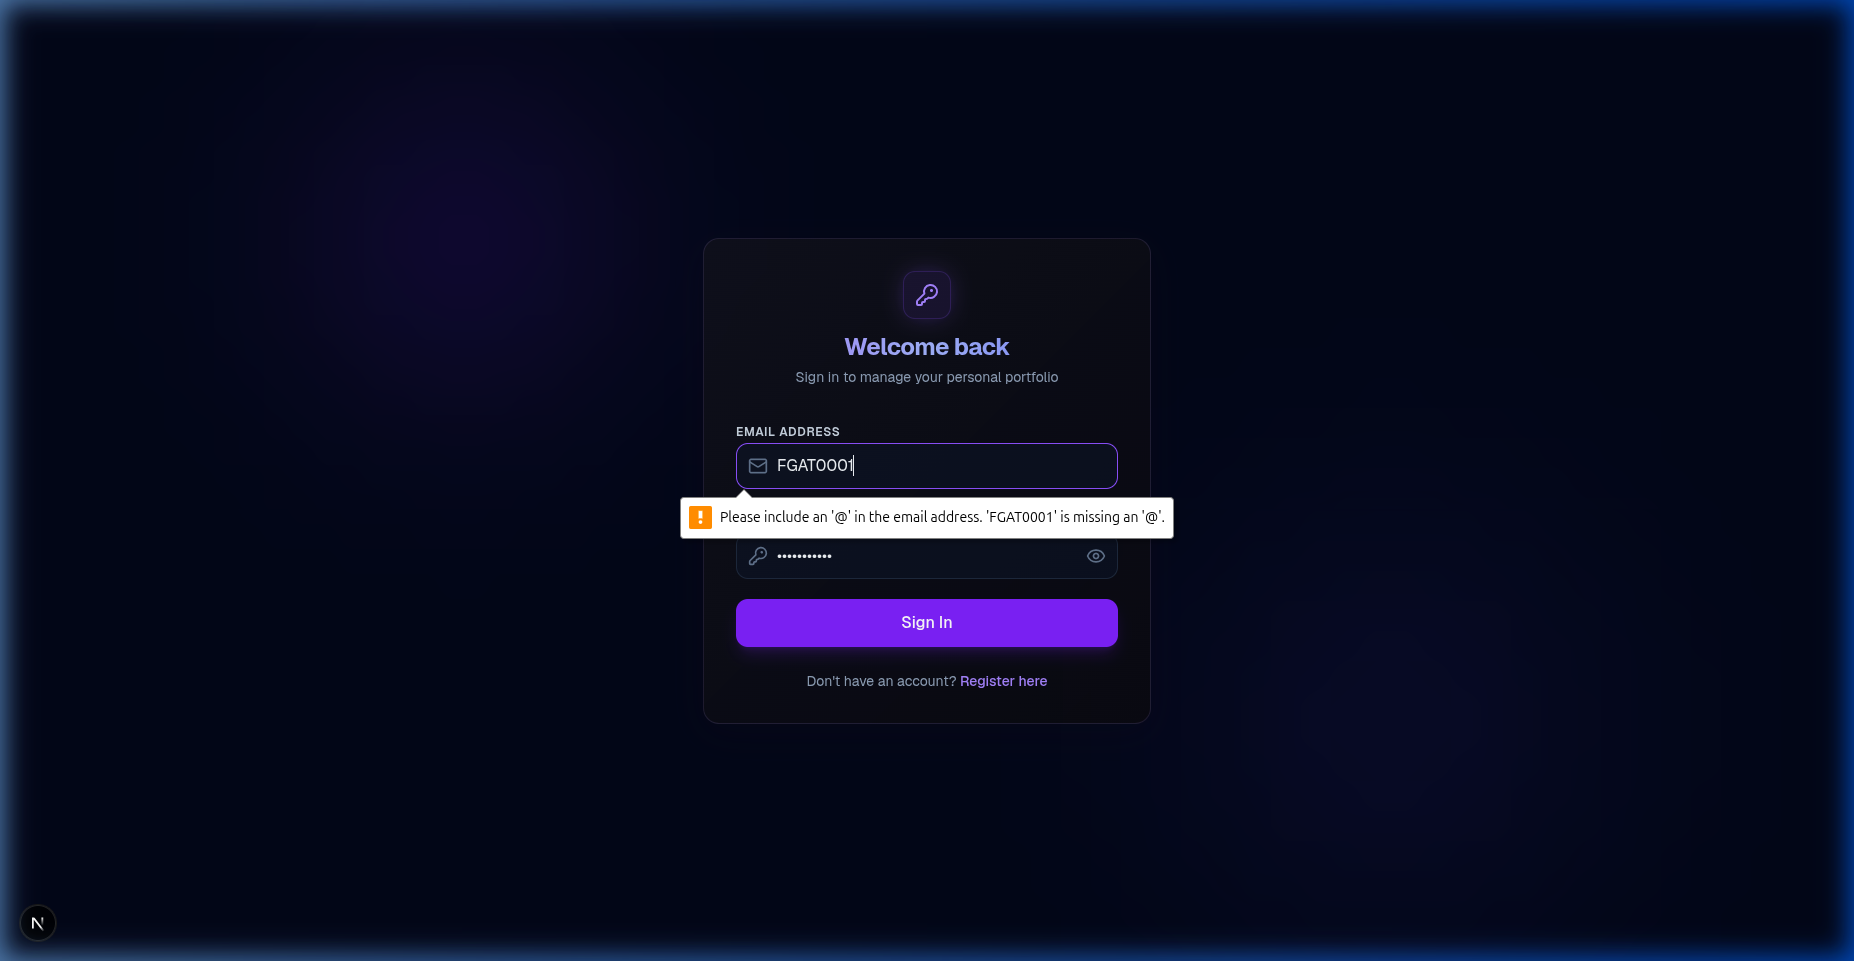 Welcome back
Sign in to manage your personal portfolio
EMAIL ADDRESS
FGAT0001
Please include an '@' in the email address. 'FGAT0001' is missing an '@'.
•••••••••••
Sign In
Don't have an account? Register here
N